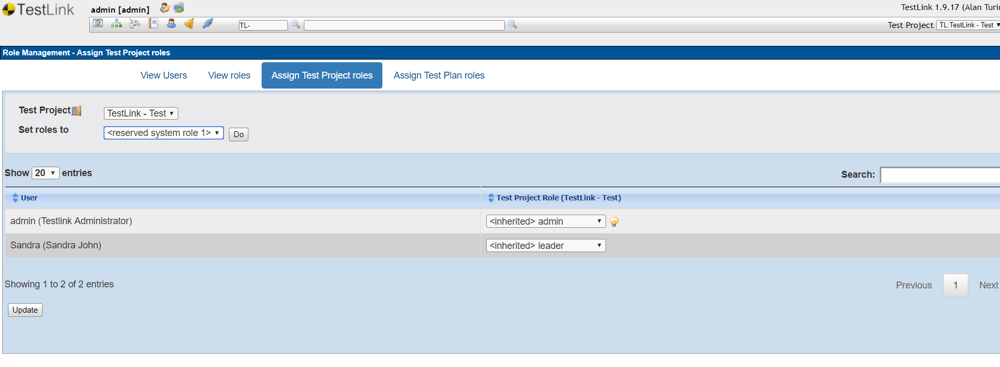 TestLink
admin [admin]
TestLink 1.9.17 (Alan Turin
TL-
Test Project TL:TestLink - Test
Role Management - Assign Test Project roles
View Users View roles Assign Test Project roles Assign Test Plan roles
Test Project TestLink - Test
Set roles to <reserved system role 1> Do
Show 20 entries
Search:
User Test Project Role (TestLink - Test)
admin (Testlink Administrator) <inherited> admin
Sandra (Sandra John) <inherited> leader
Showing 1 to 2 of 2 entries
Previous 1 Next
Update